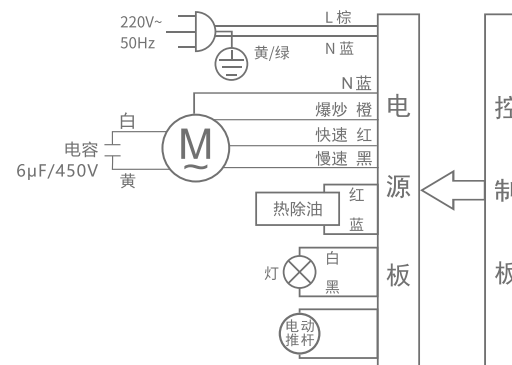 220V~
50Hz
L 棕
N 蓝
黄/绿
N 蓝
爆炒 橙
快速 红
慢速 黑
白
电容
6μF/450V
黄
M
~
热除油
红
蓝
灯
白
黑
电动
推杆
电源板
控制板